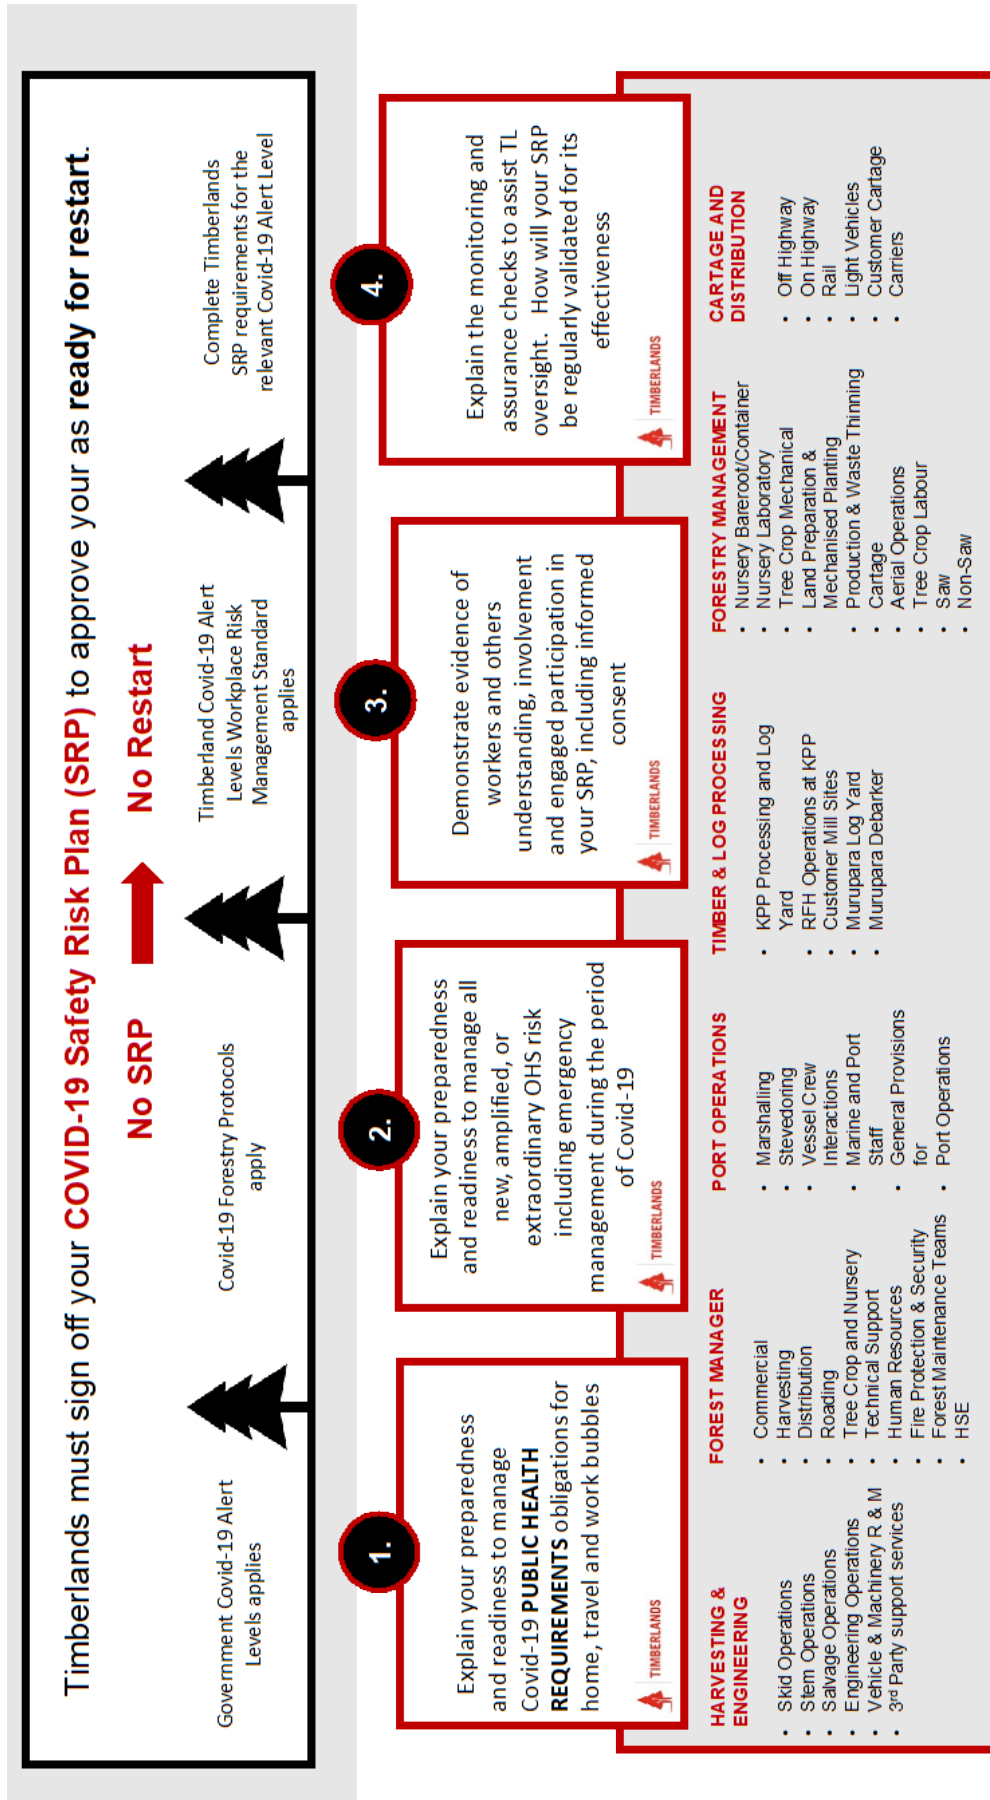 Timberlands must sign off your COVID-19 Safety Risk Plan (SRP) to approve your as ready for restart.
No SRP
No Restart
Government Covid-19 Alert
Levels applies
Covid-19 Forestry Protocols
apply
Timberland Covid-19 Alert
Levels Workplace Risk
Management Standard
applies
Complete Timberlands
SRP requirements for the
relevant Covid-19 Alert Level
1.
Explain your preparedness
and readiness to manage
Covid-19 PUBLIC HEALTH
REQUIREMENTS obligations for
home, travel and work bubbles
TIMBERLANDS
2.
Explain your preparedness
and readiness to manage all
new, amplified, or
extraordinary OHS risk
including emergency
management during the period
of Covid-19
TIMBERLANDS
3.
Demonstrate evidence of
workers and others
understanding, involvement
and engaged participation in
your SRP, including informed
consent
TIMBERLANDS
4.
Explain the monitoring and
assurance checks to assist TL
oversight. How will your SRP
be regularly validated for its
effectiveness
TIMBERLANDS
HARVESTING &
ENGINEERING
• Skid Operations
• Stem Operations
• Salvage Operations
• Engineering Operations
• Vehicle & Machinery R & M
• 3rd Party support services
FOREST MANAGER
• Commercial
• Harvesting
• Distribution
• Roading
• Tree Crop and Nursery
• Technical Support
• Human Resources
• Fire Protection & Security
• Forest Maintenance Teams
• HSE
PORT OPERATIONS
• Marshalling
• Stevedoring
• Vessel Crew
Interactions
• Marine and Port
Staff
• General Provisions
for
• Port Operations
TIMBER & LOG PROCESSING
• KPP Processing and Log
Yard
• RFH Operations at KPP
• Customer Mill Sites
• Murupara Log Yard
• Murupara Debarker
FORESTRY MANAGEMENT
• Nursery Bareroot/Container
• Nursery Laboratory
• Tree Crop Mechanical
• Land Preparation &
Mechanised Planting
• Production & Waste Thinning
• Cartage
• Aerial Operations
• Tree Crop Labour
• Saw
• Non-Saw
CARTAGE AND
DISTRIBUTION
• Off Highway
• On Highway
• Rail
• Light Vehicles
• Customer Cartage
• Carriers